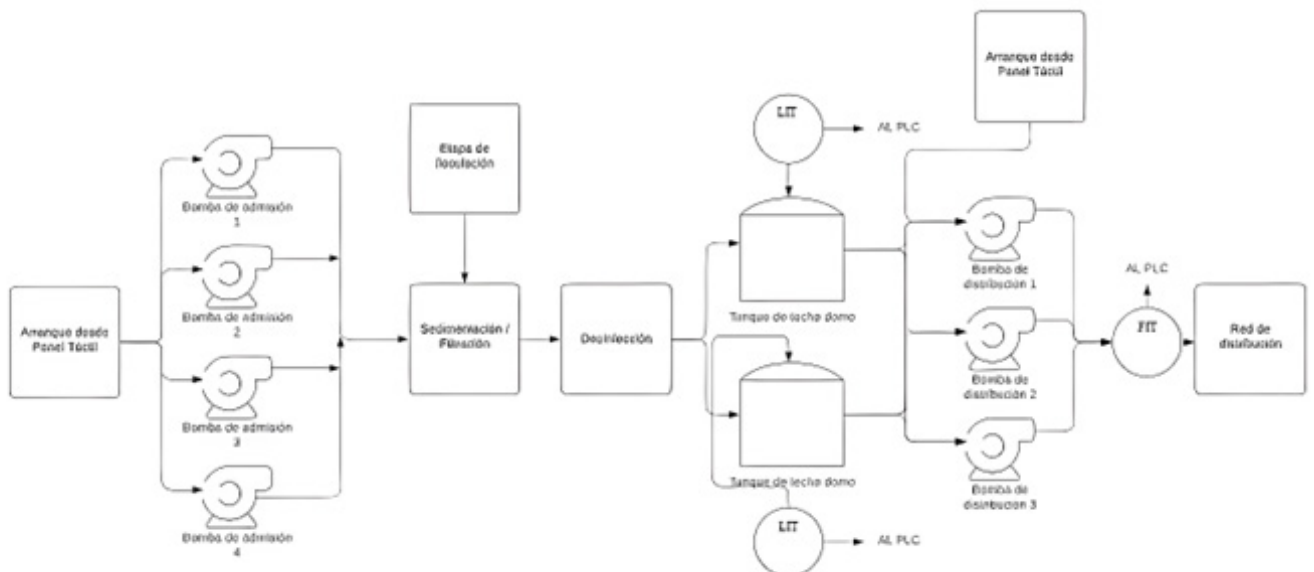 Arranque desde
Panel Táctil
Bomba de admisión
1
Bomba de admisión
2
Bomba de admisión
3
Bomba de admisión
4
Etapa de
floculación
Sedimentación /
Filtración
Desinfección
LIT
AL PLC
Tanque de techo domo
Tanque de techo domo
LIT
AL PLC
Arranque desde
Panel Táctil
Bomba de
distribución 1
Bomba de
distribución 2
Bomba de
distribución 3
AL PLC
FIT
Red de
distribución